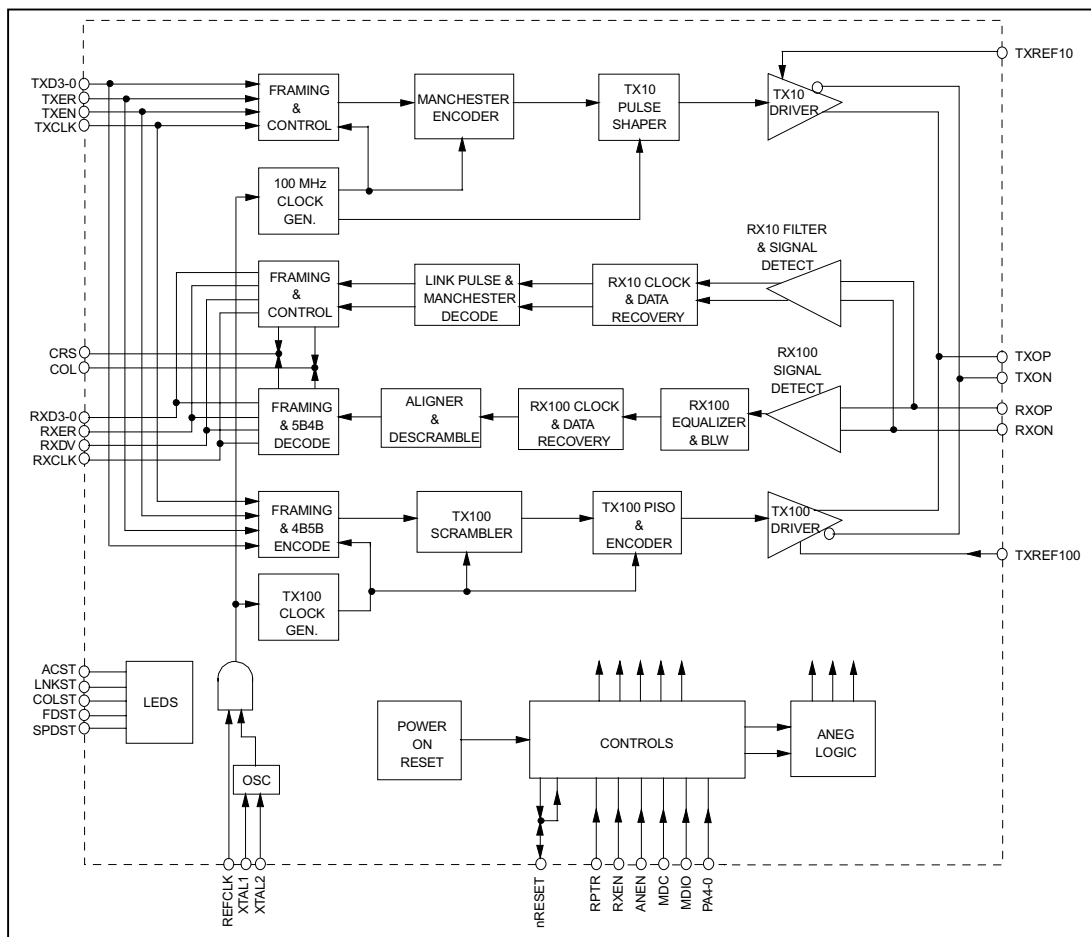 TXREF10
TXD3-0
TXER
TXEN
TXCLK
FRAMING
&
CONTROL
MANCHESTER
ENCODER
TX10
PULSE
SHAPER
TX10
DRIVER
100 MHz
CLOCK
GEN.
RX10 FILTER
& SIGNAL
DETECT
FRAMING
&
CONTROL
LINK PULSE &
MANCHESTER
DECODE
RX10 CLOCK
& DATA
RECOVERY
CRS
COL
TXOP
TXON
RX100
SIGNAL
DETECT
RXD3-0
RXER
RXDV
RXCLK
FRAMING
& 5B4B
DECODE
ALIGNER
&
DESCRAMBLE
RX100 CLOCK
& DATA
RECOVERY
RX100
EQUALIZER
& BLW
RXOP
RXON
FRAMING
& 4B5B
ENCODE
TX100
SCRAMBLER
TX100 PISO
&
ENCODER
TX100
DRIVER
TXREF100
TX100
CLOCK
GEN.
ACST
LNKST
COLST
FDST
SPDST
LEDS
OSC
POWER
ON
RESET
CONTROLS
ANEG
LOGIC
REFCLK
XTAL1
XTAL2
nRESET
RPTR
RXEN
ANEN
MDC
MDIO
PA4-0